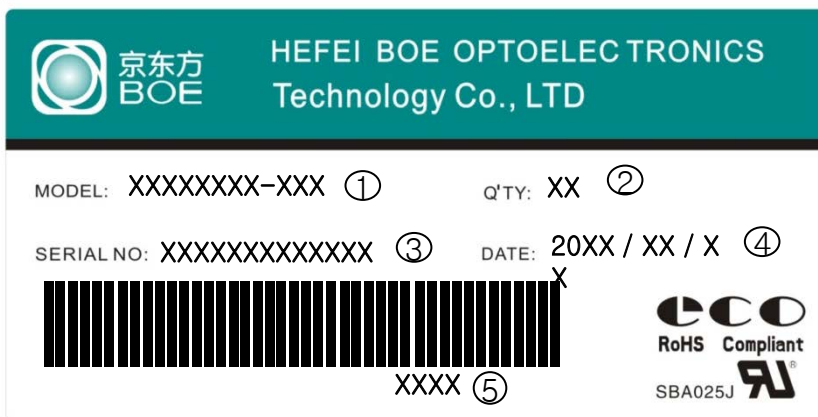 京东方
BOE
HEFEI BOE OPTOELEC TRONICS
Technology Co., LTD
MODEL: XXXXXXXX-XXX ①
Q'TY: XX ②
SERIAL NO: XXXXXXXXXXXXX ③
DATE: 20XX / XX / X
X ④
XXXX ⑤
eco
RoHS Compliant
SBA025J RU ®